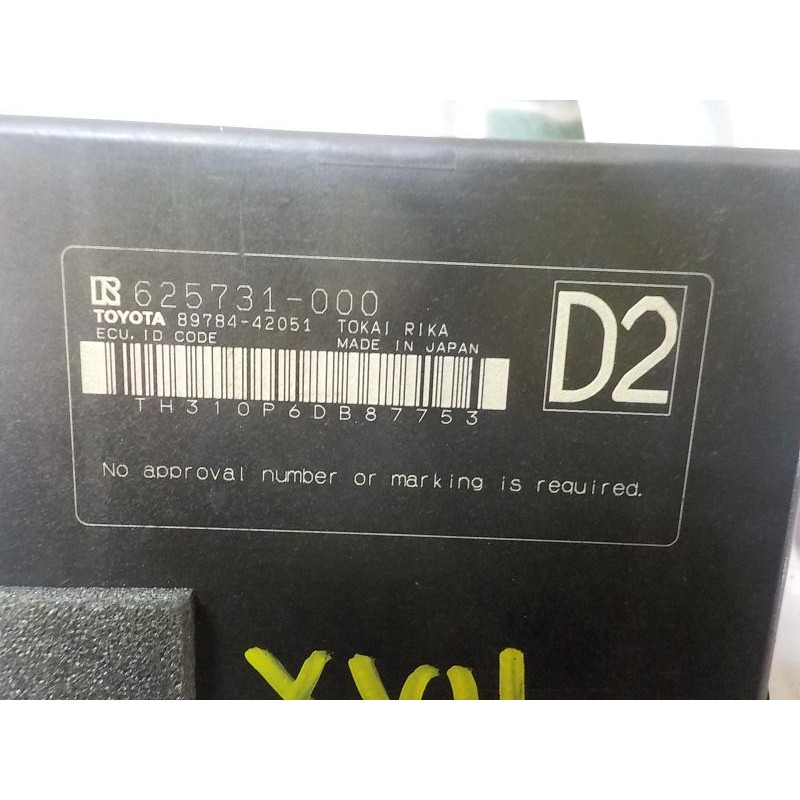 625731-000
TOYOTA 89784-42051 TOKAI RIKA
ECU. ID CODE MADE IN JAPAN
D2
TH310P6DB87753
No approval number or marking is required.